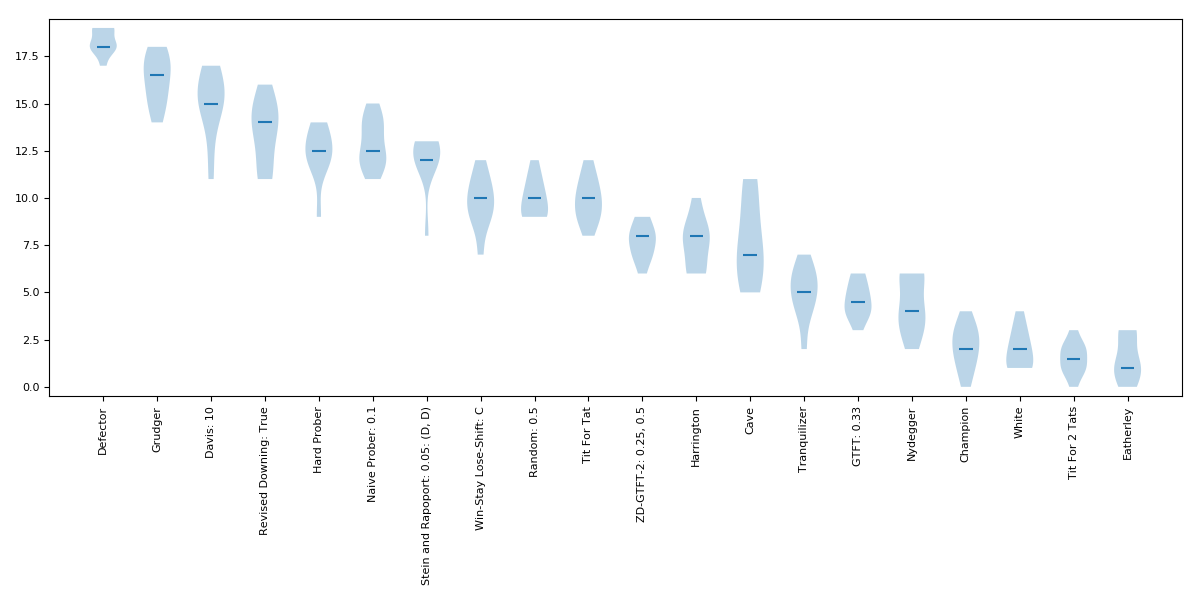 17.5
15.0
12.5
10.0
7.5
5.0
2.5
0.0
Defector
Grudger
Davis: 10
Revised Downing: True
Hard Prober
Naive Prober: 0.1
Stein and Rapoport: 0.05: (D, D)
Win-Stay Lose-Shift: C
Random: 0.5
Tit For Tat
ZD-GTFT-2: 0.25, 0.5
Harrington
Cave
Tranquilizer
GTFT: 0.33
Nydegger
Champion
White
Tit For 2 Tats
Eatherley